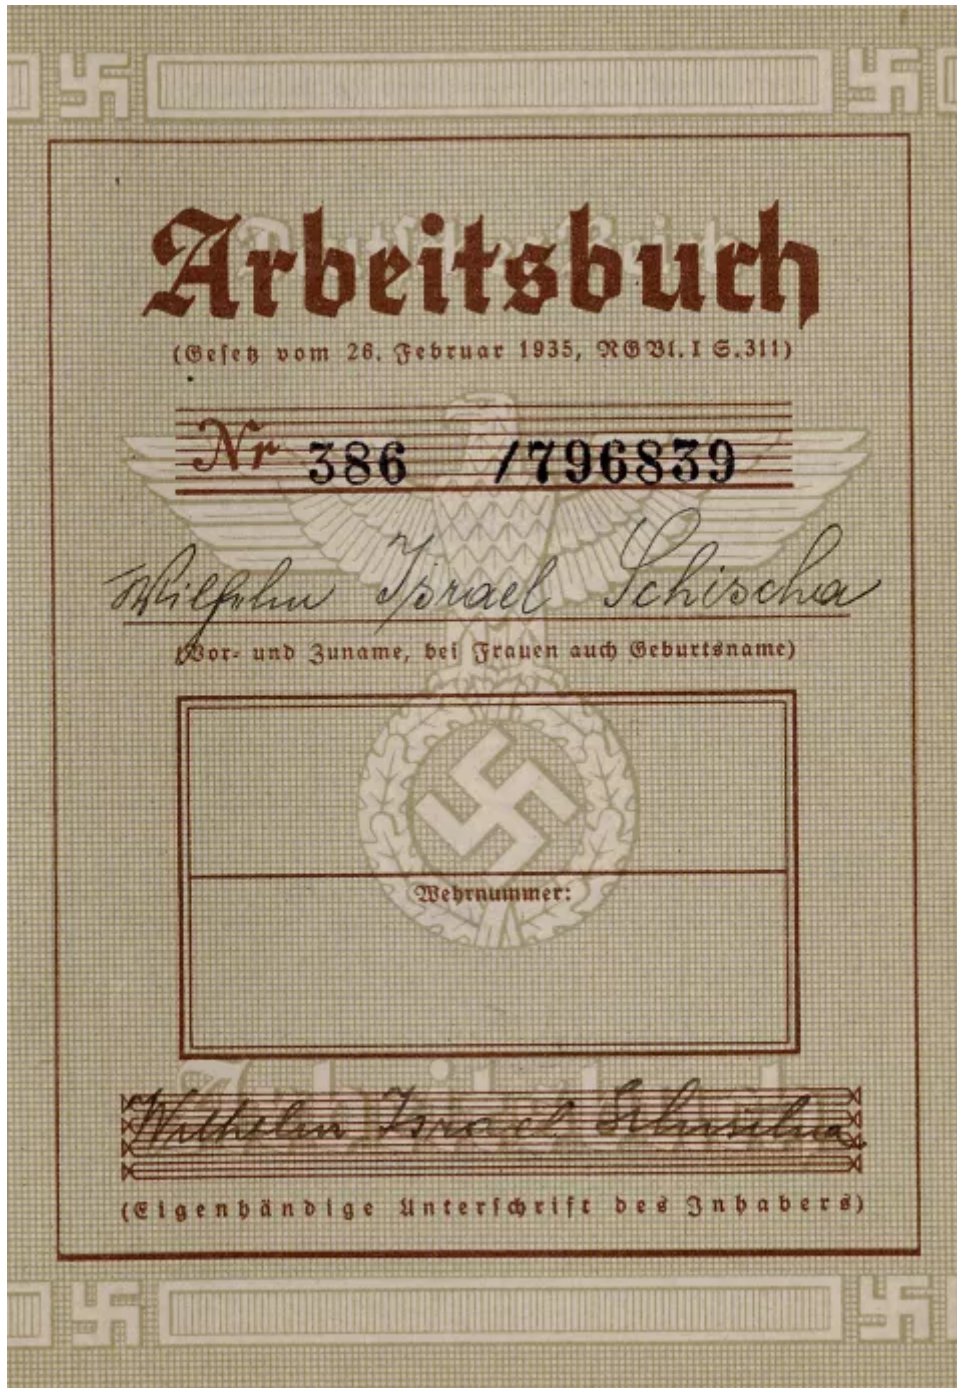 Arbeitsbuch
(Gesetz vom 26. Februar 1935, RGBl. I S. 311)
Nr 386 /796839
Wilhelm Israel Schischa
(Vor- und Zuname, bei Frauen auch Geburtsname)
Wehrnummer:
Wilhelm Israel Schischa
(Eigenhändige Unterschrift des Inhabers)